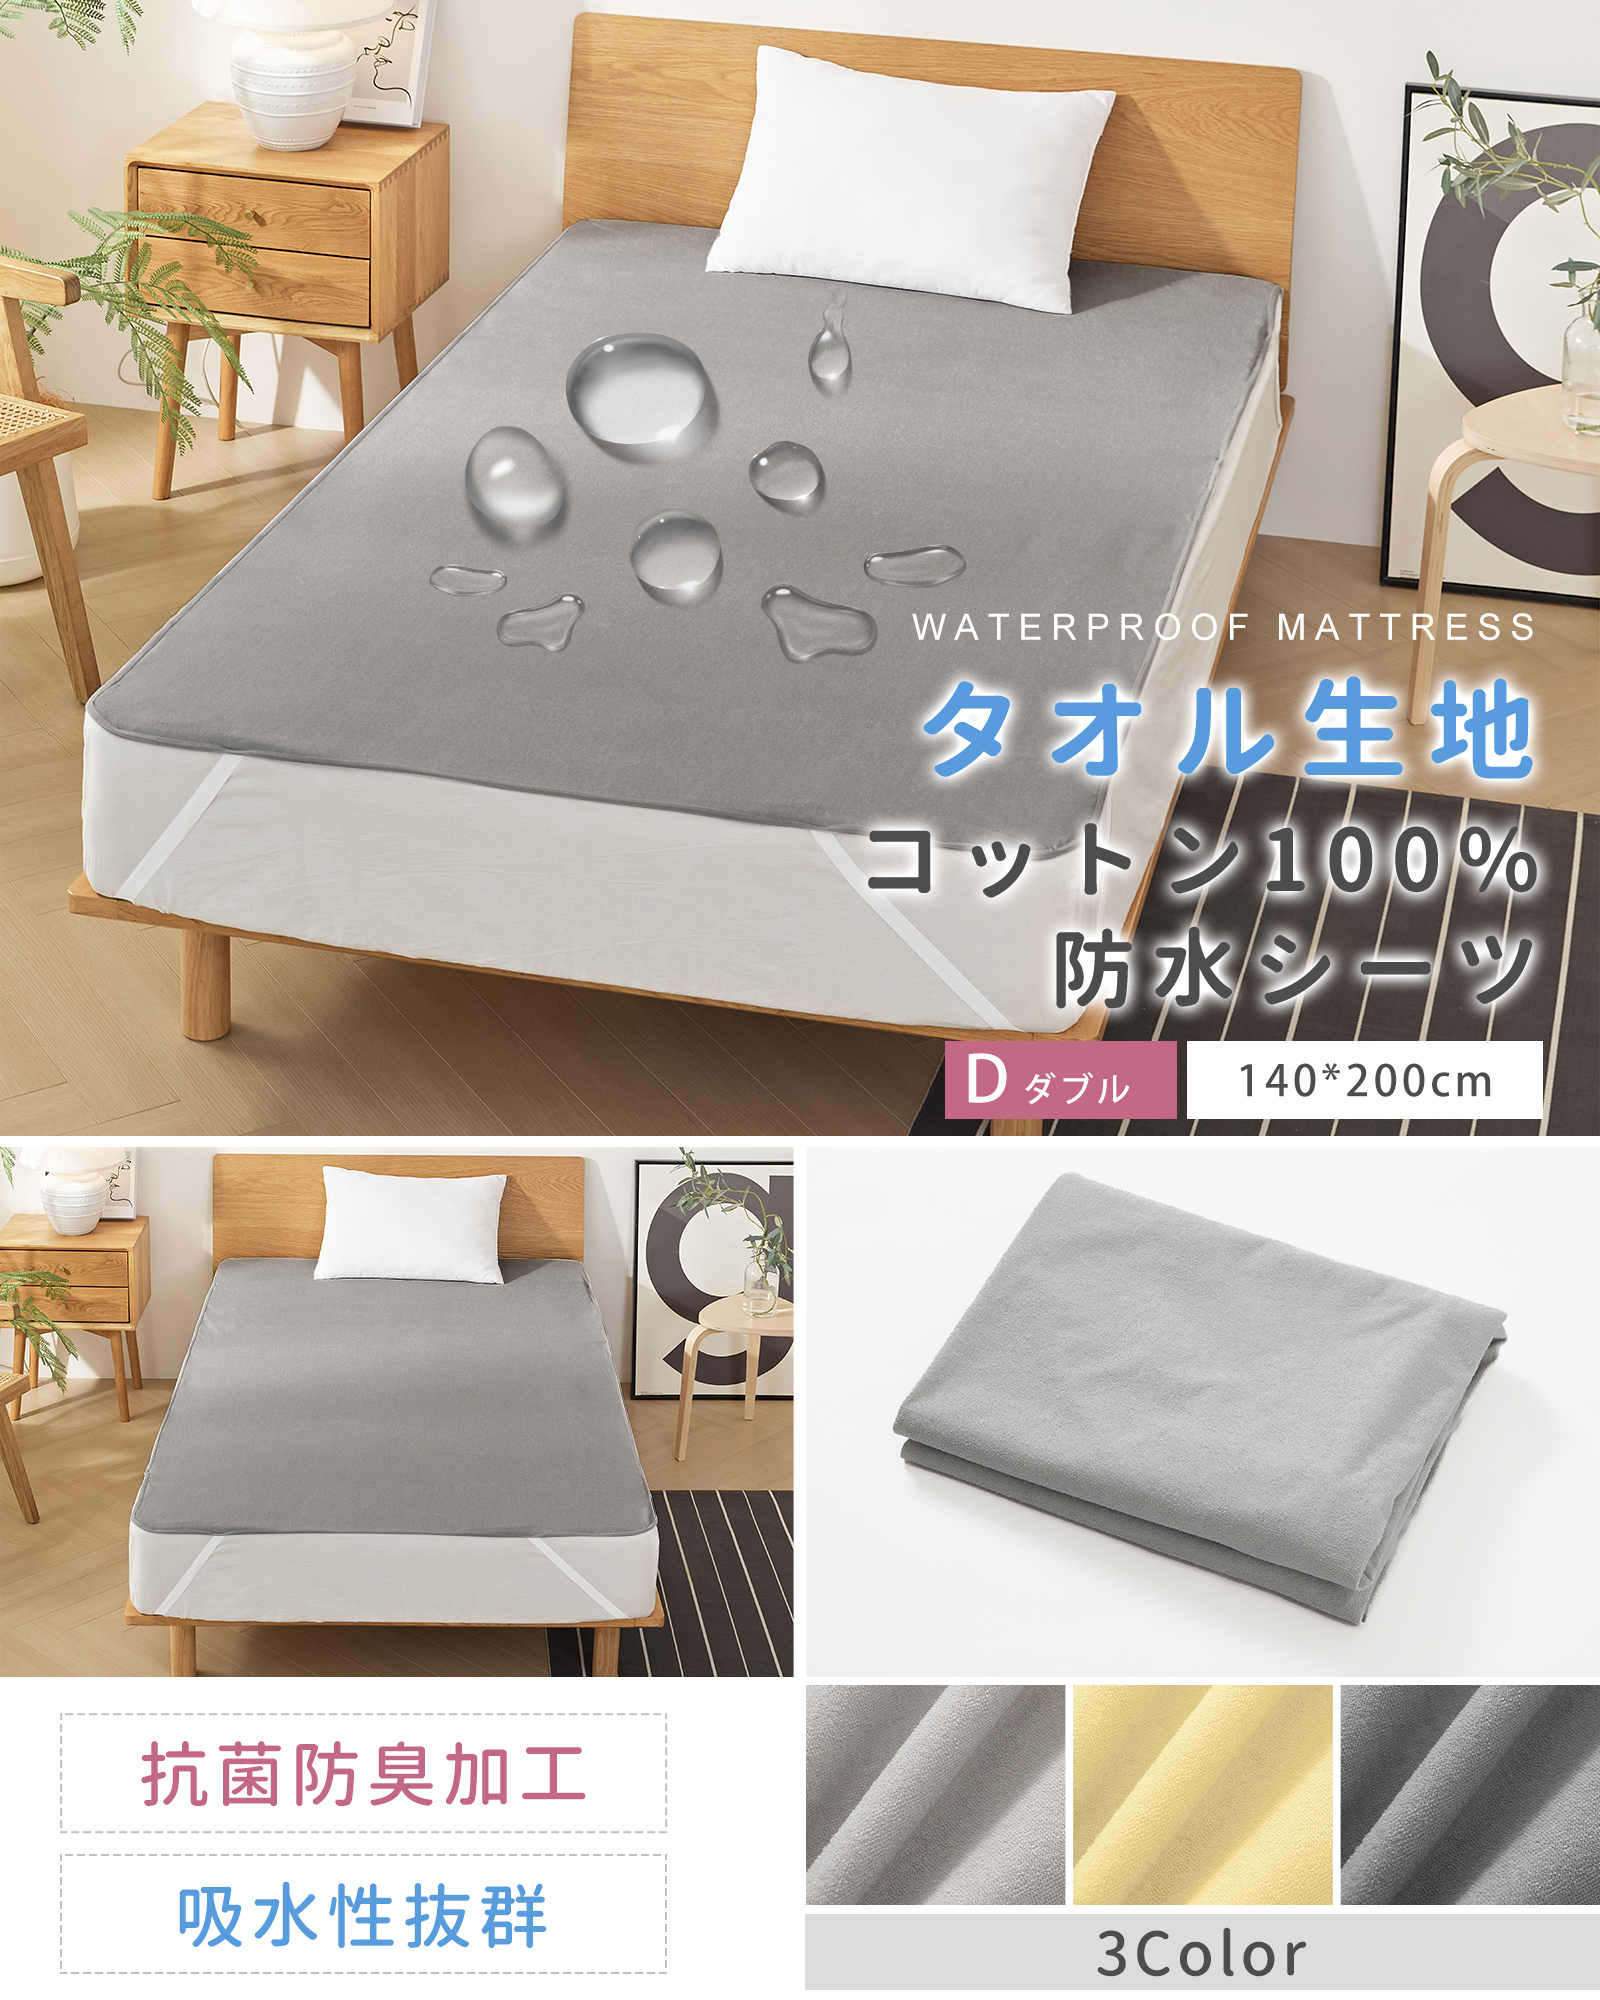 WATERPROOF MATTRESS
タオル生地
コットン100%
防水シーツ
D ダブル
140*200cm
抗菌防臭加工
吸水性抜群
3Color